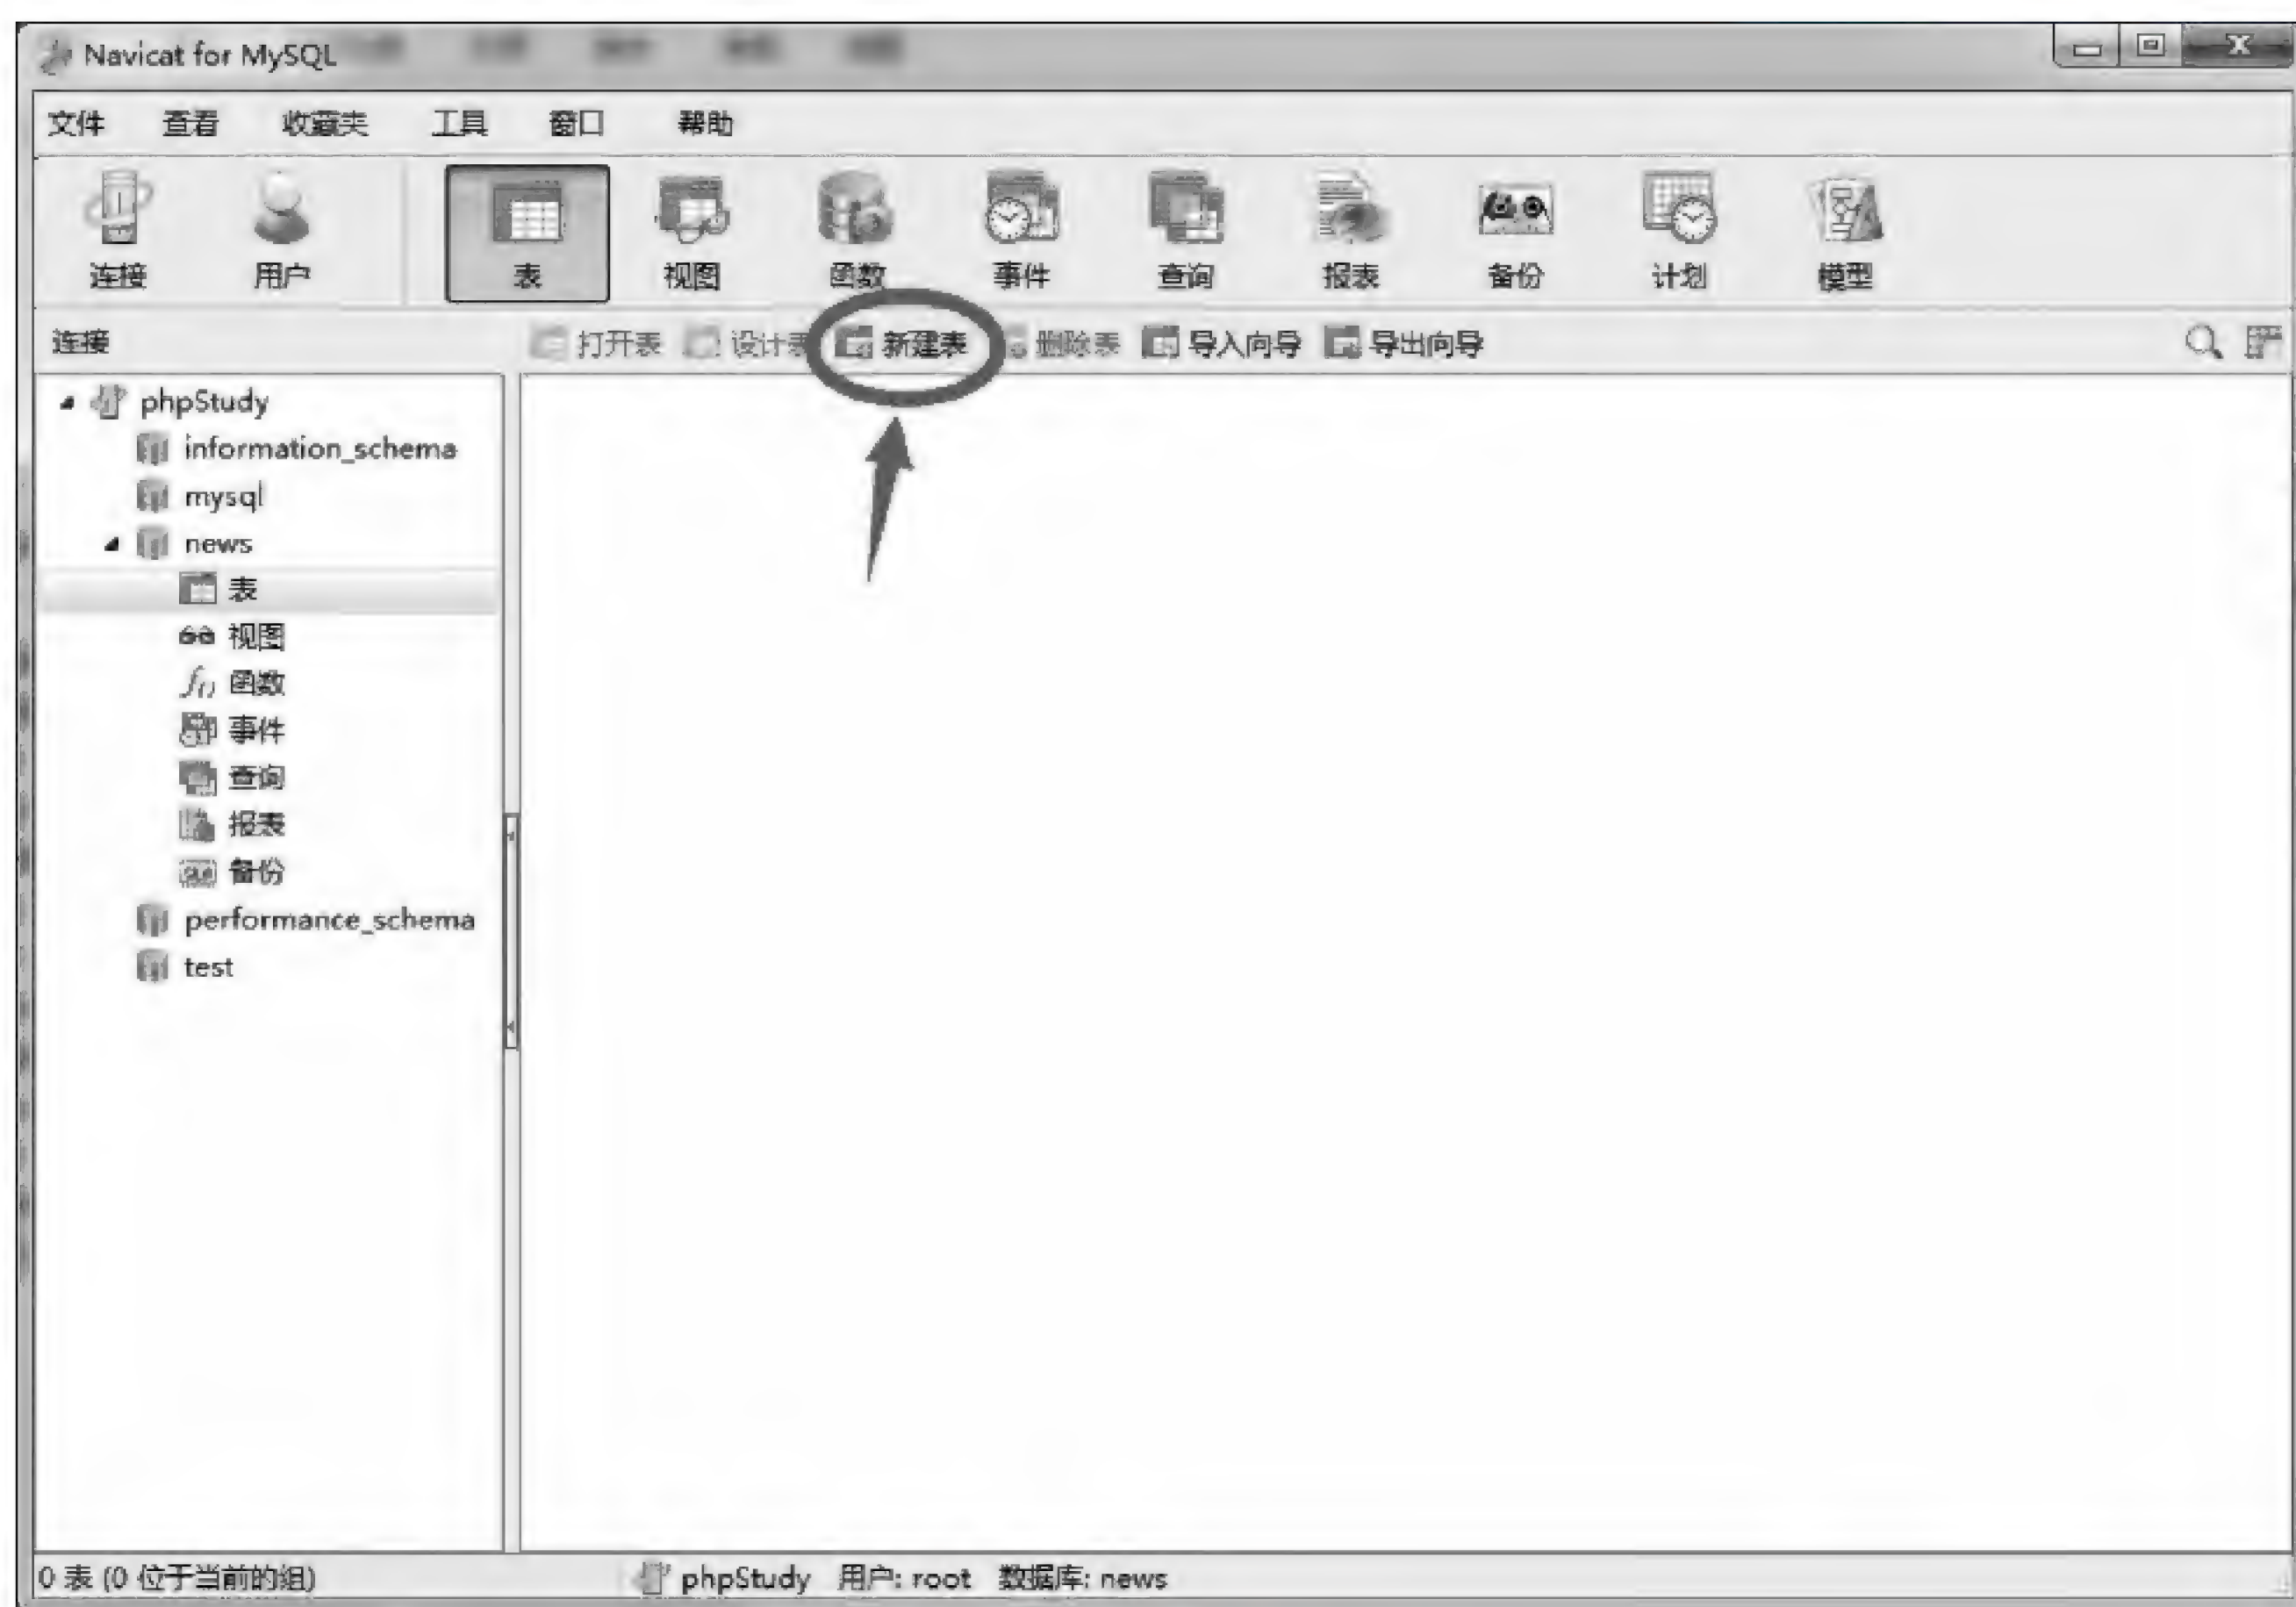 Navicat for MySQL
文件 查看 收藏夹 工具 窗口 帮助
连接 用户 表 视图 函数 事件 查询 报表 备份 计划 模型
连接 打开表 设计表 新建表 删除表 导入向导 导出向导
phpStudy
information_schema
mysql
news
表
视图
函数
事件
查询
报表
备份
performance_schema
test
0 表 (0 位于当前的组) phpStudy 用户: root 数据库: news